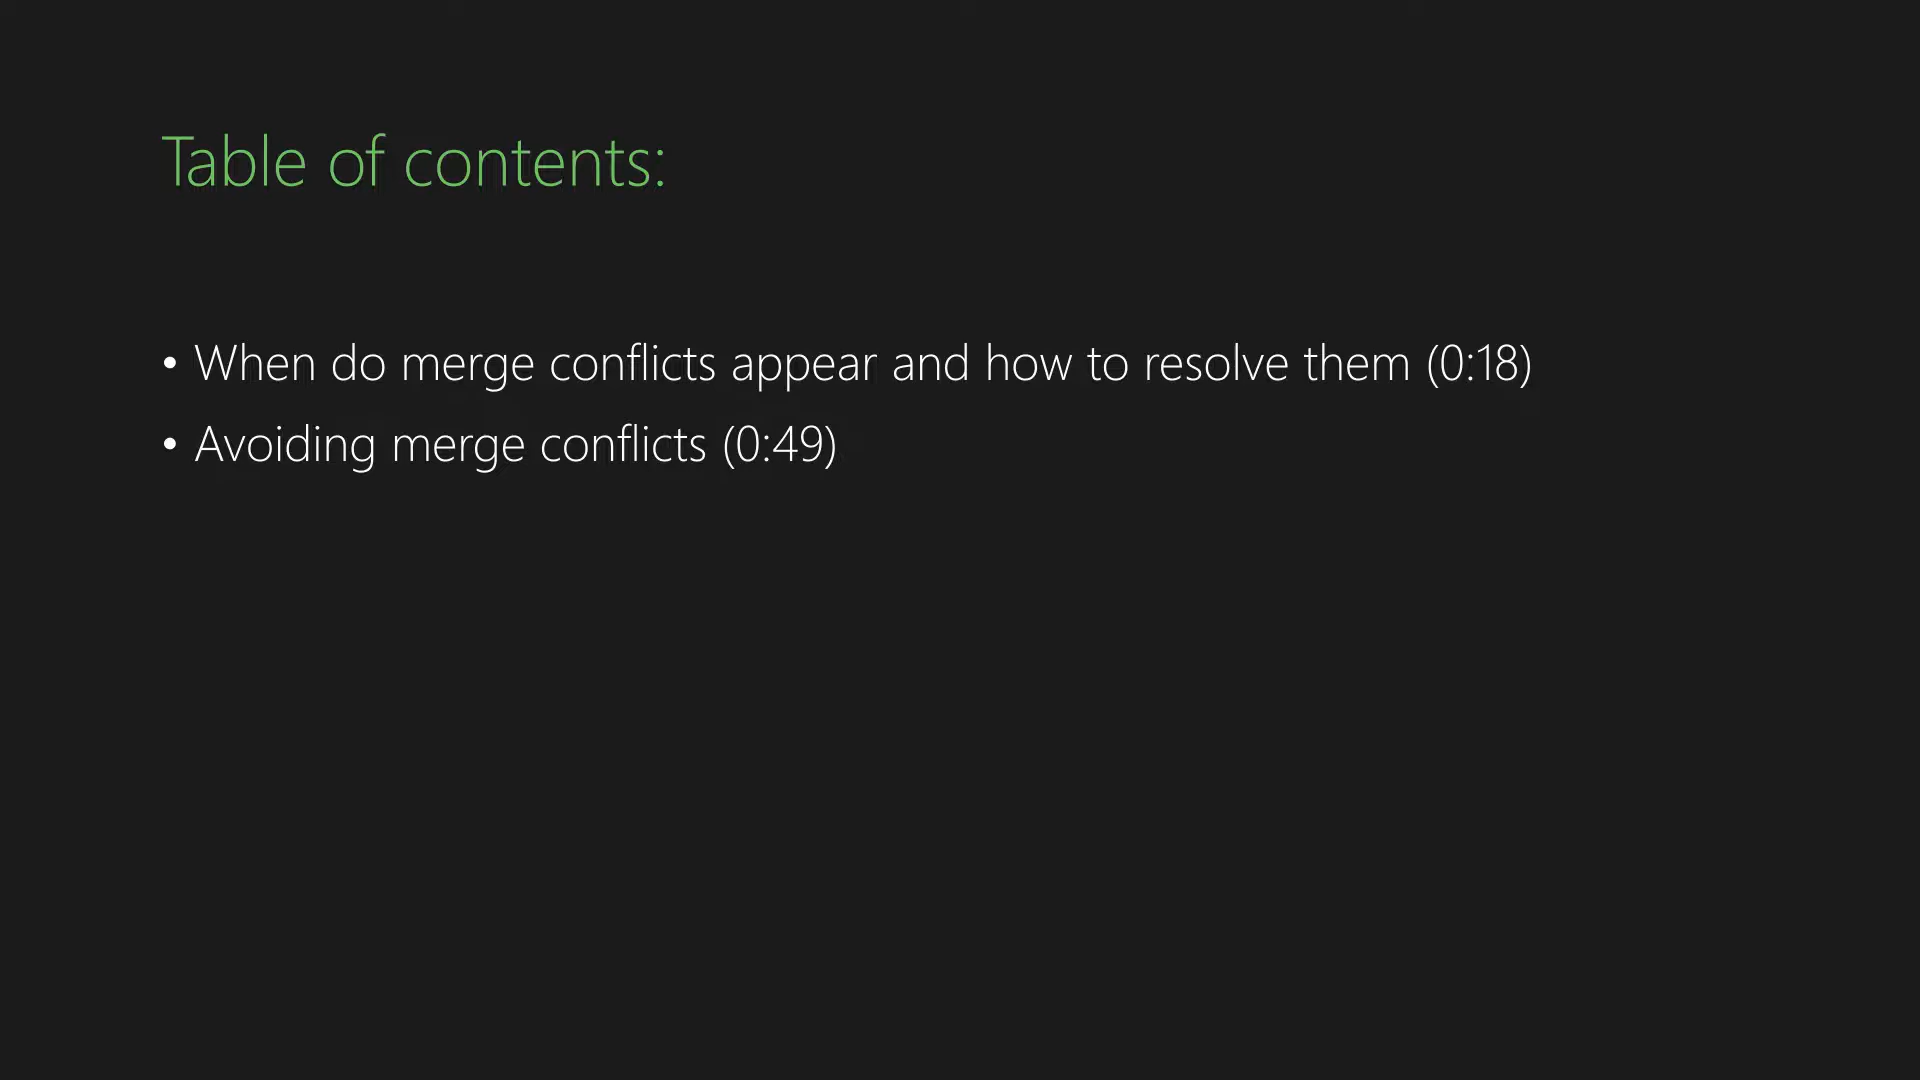 Table of contents:
• When do merge conflicts appear and how to resolve them (0:18)
• Avoiding merge conflicts (0:49)